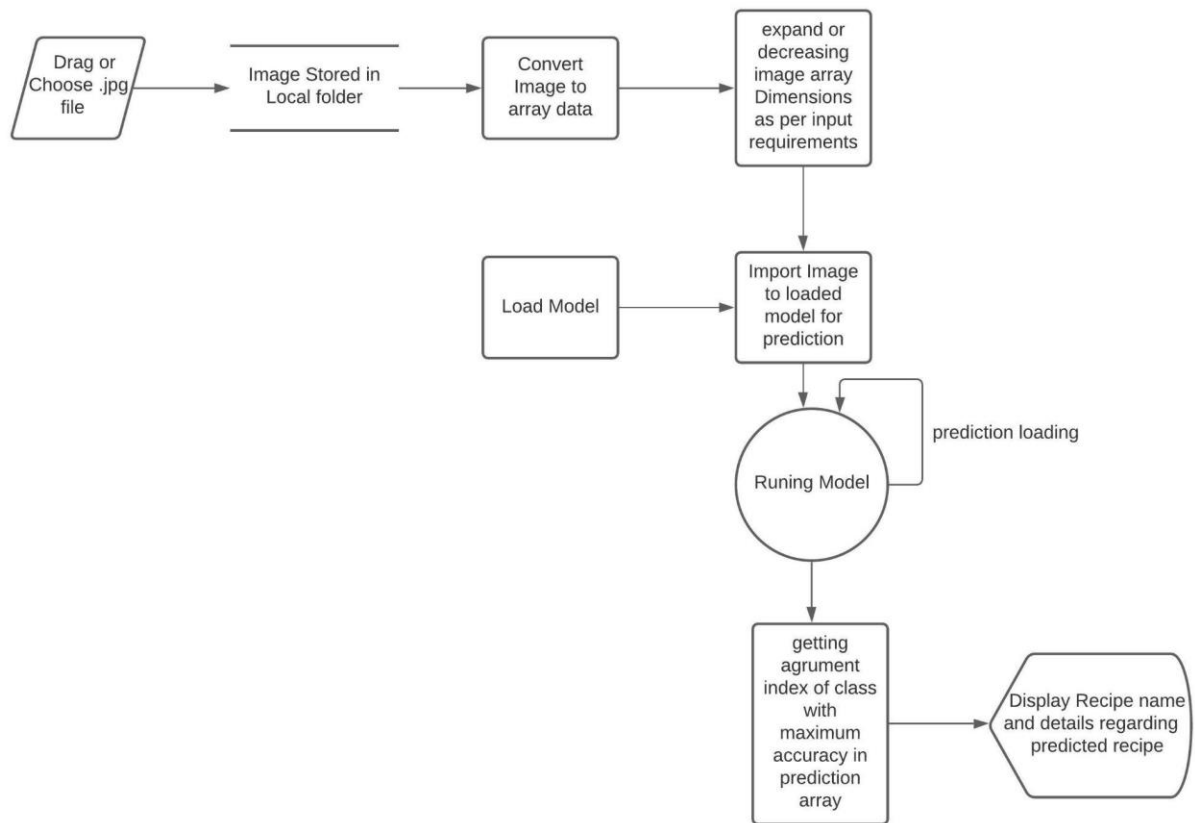 Drag or
Choose .jpg
file
Image Stored in
Local folder
Convert
Image to
array data
expand or
decreasing
image array
Dimensions
as per input
requirements
Load Model
Import Image
to loaded
model for
prediction
Runing Model
prediction loading
getting
agrument
index of class
with
maximum
accuracy in
prediction
array
Display Recipe name
and details regarding
predicted recipe